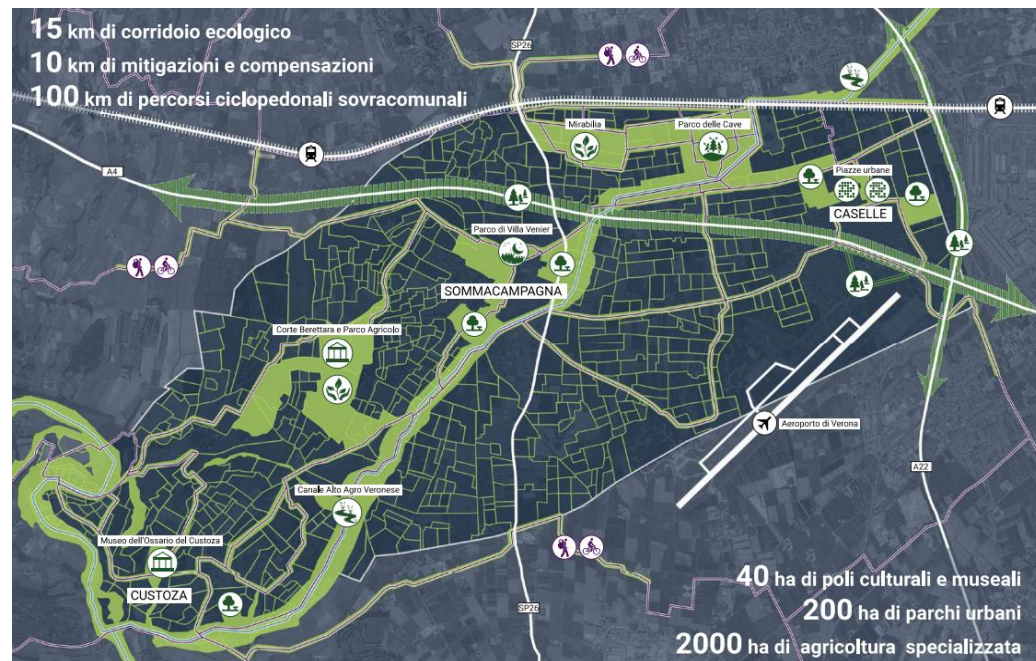 15 km di corridoio ecologico
10 km di mitigazioni e compensazioni
100 km di percorsi ciclopedonali sovracomunali
SP26
Mirabilia
Parco delle Cave
A4
Piazze urbane
CASELLE
Parco di Villa Venier
SOMMACAMPAGNA
Corte Berettara e Parco Agricolo
Aeroporto di Verona
A22
Canale Alto Agro Veronese
Museo dell'Ossario del Custoza
CUSTOZA
SP26
40 ha di poli culturali e museali
200 ha di parchi urbani
2000 ha di agricoltura specializzata